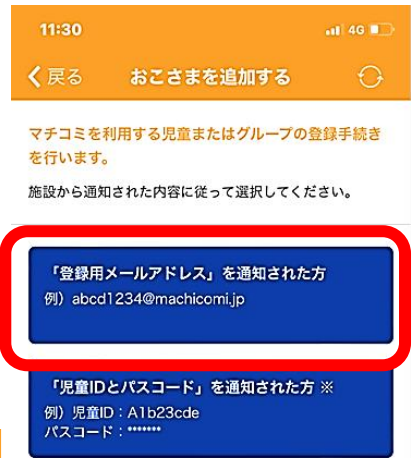 11:30 4G
戻る おこさまを追加する
マチコミを利用する児童またはグループの登録手続き
を行います。
施設から通知された内容に従って選択してください。
「登録用メールアドレス」を通知された方
例）abcd1234@machicomi.jp
「児童IDとパスコード」を通知された方 ※
例）児童ID：A1b23cde
パスコード：*******